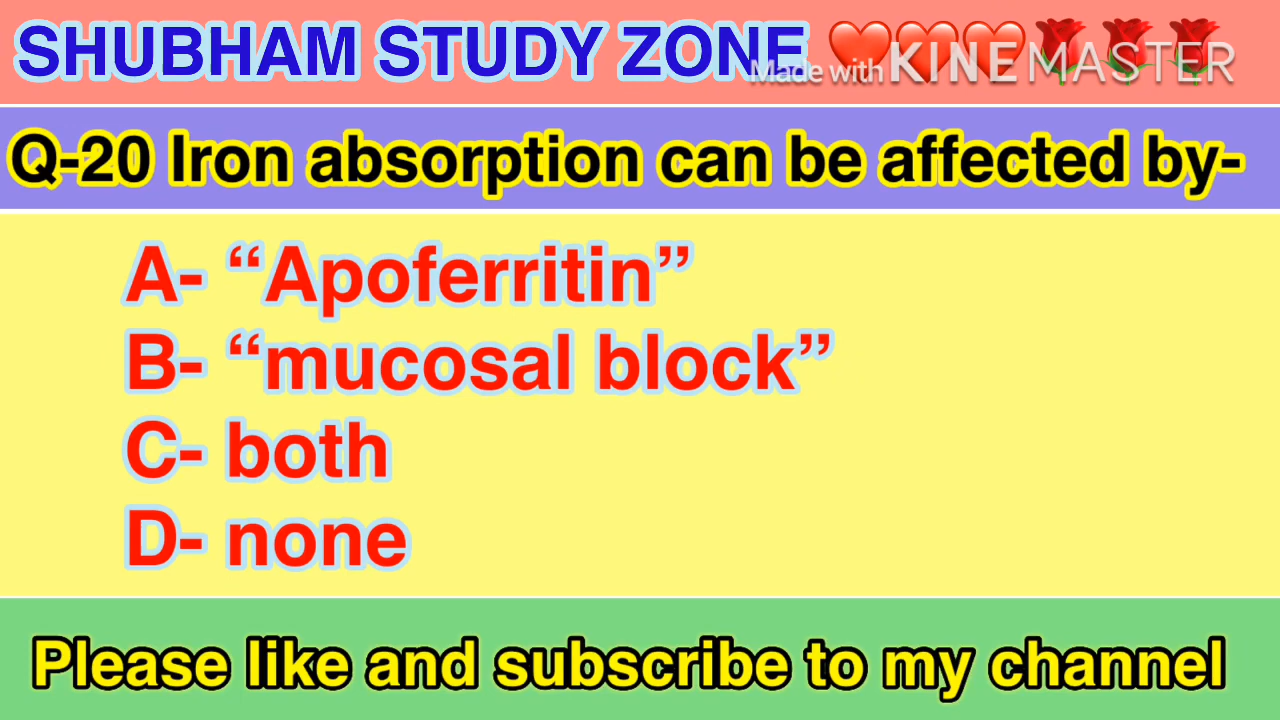 SHUBHAM STUDY ZONE ❤️❤️❤️🌹🌹🌹
Made with KINEMASTER
Q-20 Iron absorption can be affected by-
A- “Apoferritin”
B- “mucosal block”
C- both
D- none
Please like and subscribe to my channel